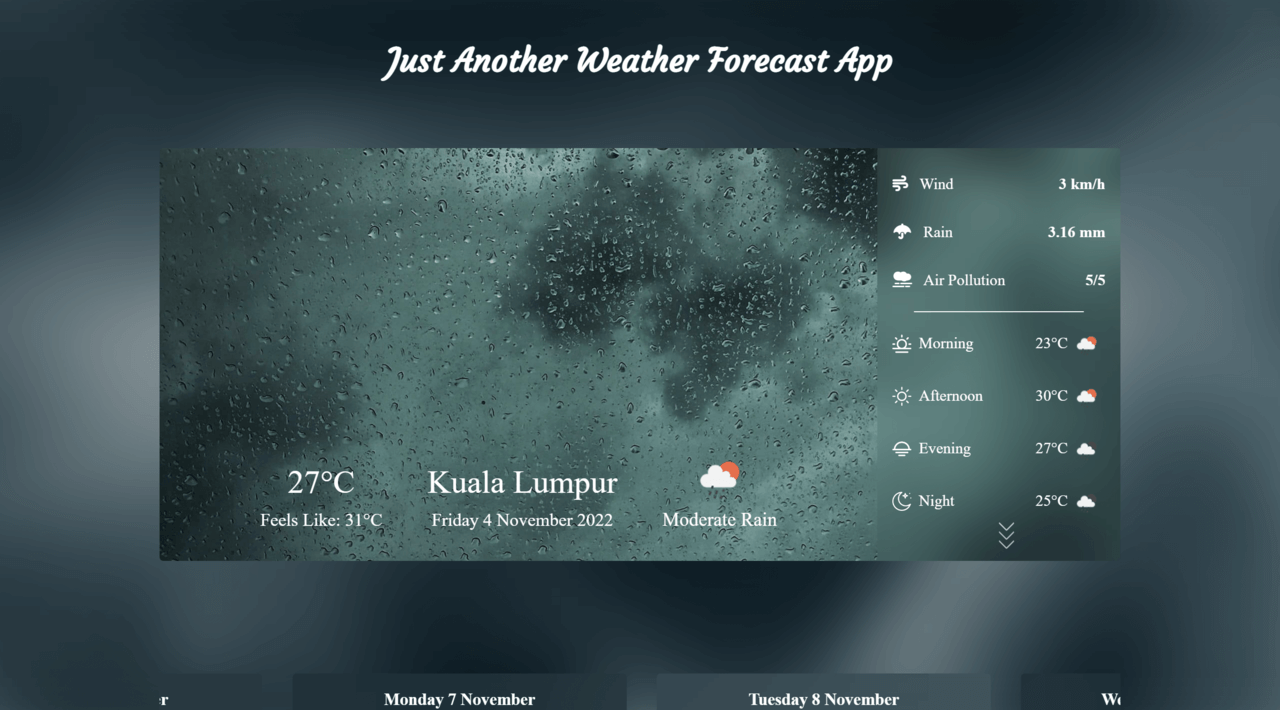 Just Another Weather Forecast App
Wind 3 km/h
Rain 3.16 mm
Air Pollution 5/5
Morning 23°C
Afternoon 30°C
Evening 27°C
Night 25°C
27°C
Feels Like: 31°C
Kuala Lumpur
Friday 4 November 2022
Moderate Rain
Monday 7 November
Tuesday 8 November